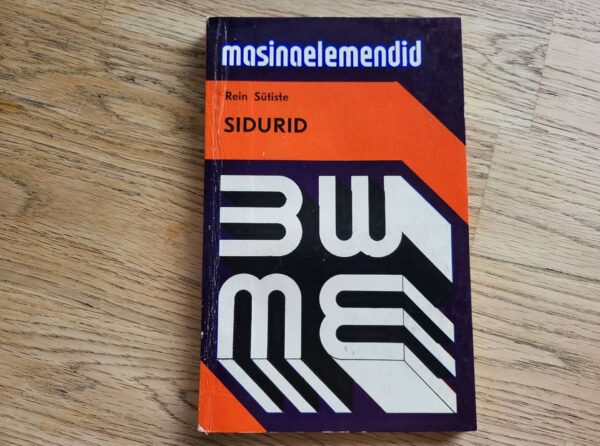 masinaelemendid
Rein Sütiste
SIDURID